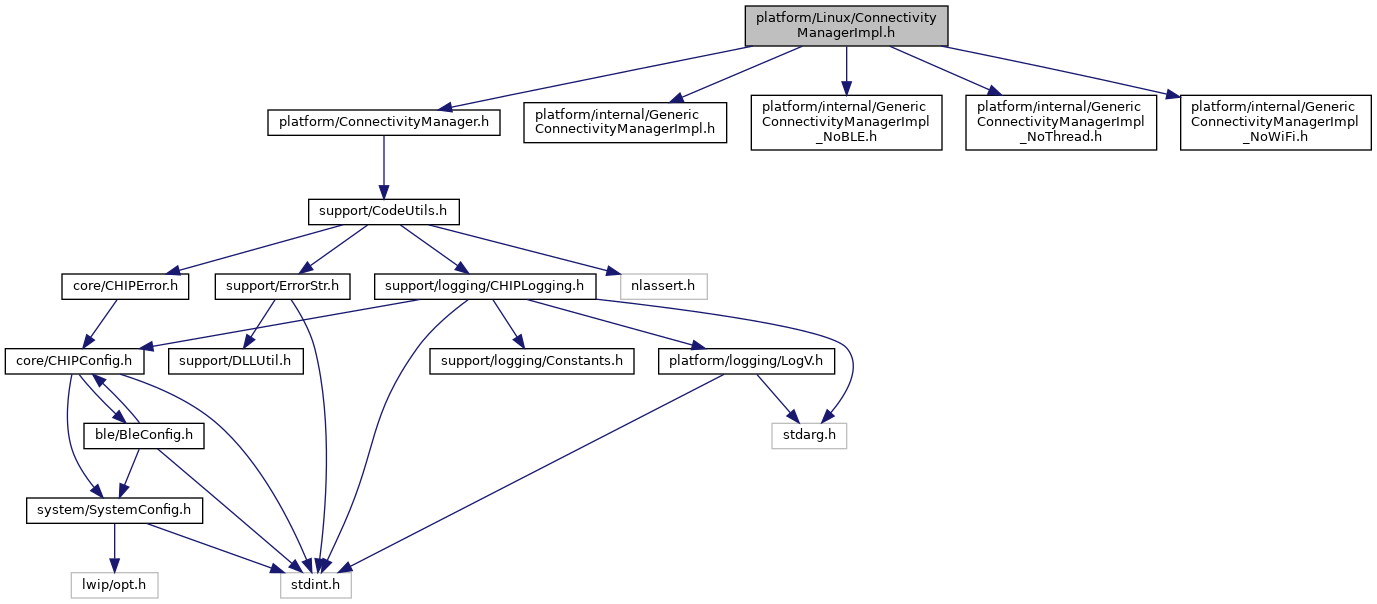 platform/Linux/Connectivity
ManagerImpl.h
platform/ConnectivityManager.h
platform/internal/Generic
ConnectivityManagerImpl.h
platform/internal/Generic
ConnectivityManagerImpl
_NoBLE.h
platform/internal/Generic
ConnectivityManagerImpl
_NoThread.h
platform/internal/Generic
ConnectivityManagerImpl
_NoWiFi.h
support/CodeUtils.h
core/CHIPError.h
support/ErrorStr.h
support/logging/CHIPLogging.h
nlassert.h
core/CHIPConfig.h
support/DLLUtil.h
support/logging/Constants.h
platform/logging/LogV.h
ble/BleConfig.h
stdarg.h
system/SystemConfig.h
lwip/opt.h
stdint.h